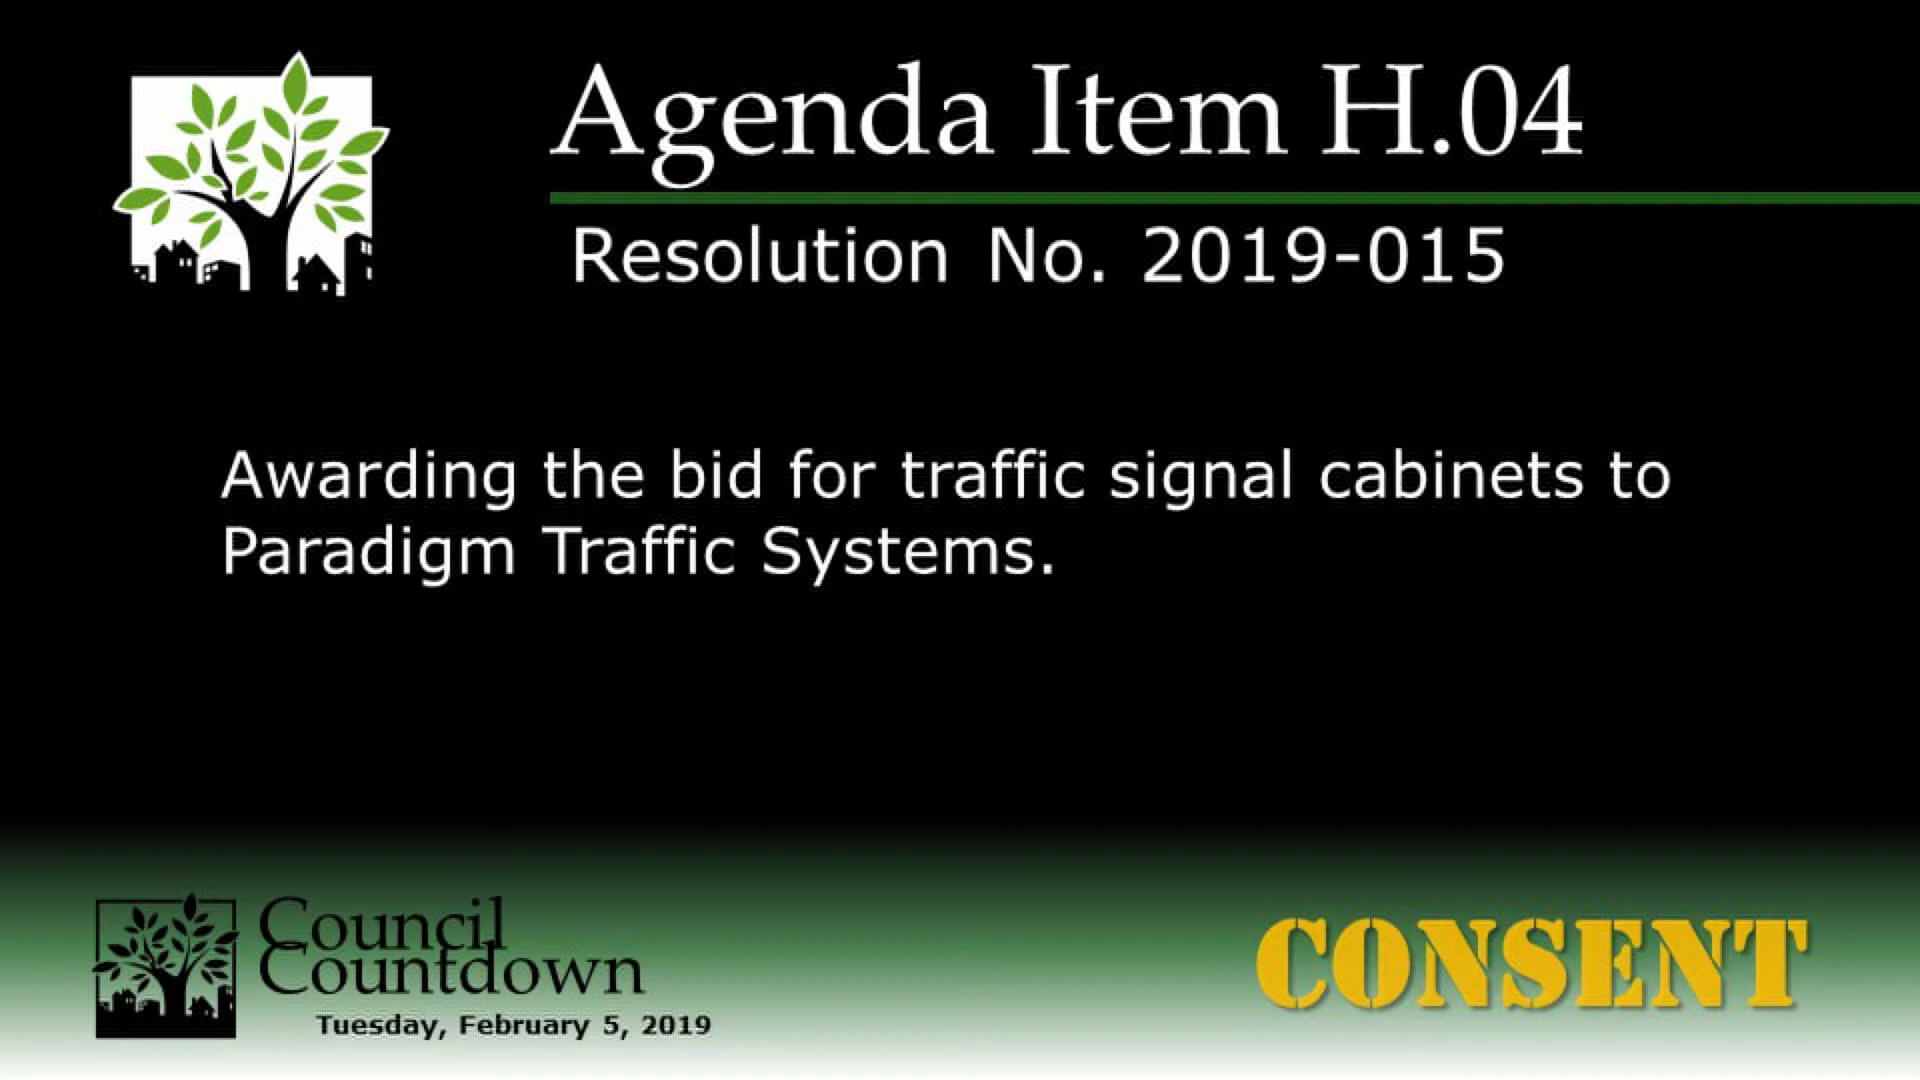 Agenda Item H.04
Resolution No. 2019-015
Awarding the bid for traffic signal cabinets to
Paradigm Traffic Systems.
Council
Countdown
Tuesday, February 5, 2019
CONSENT